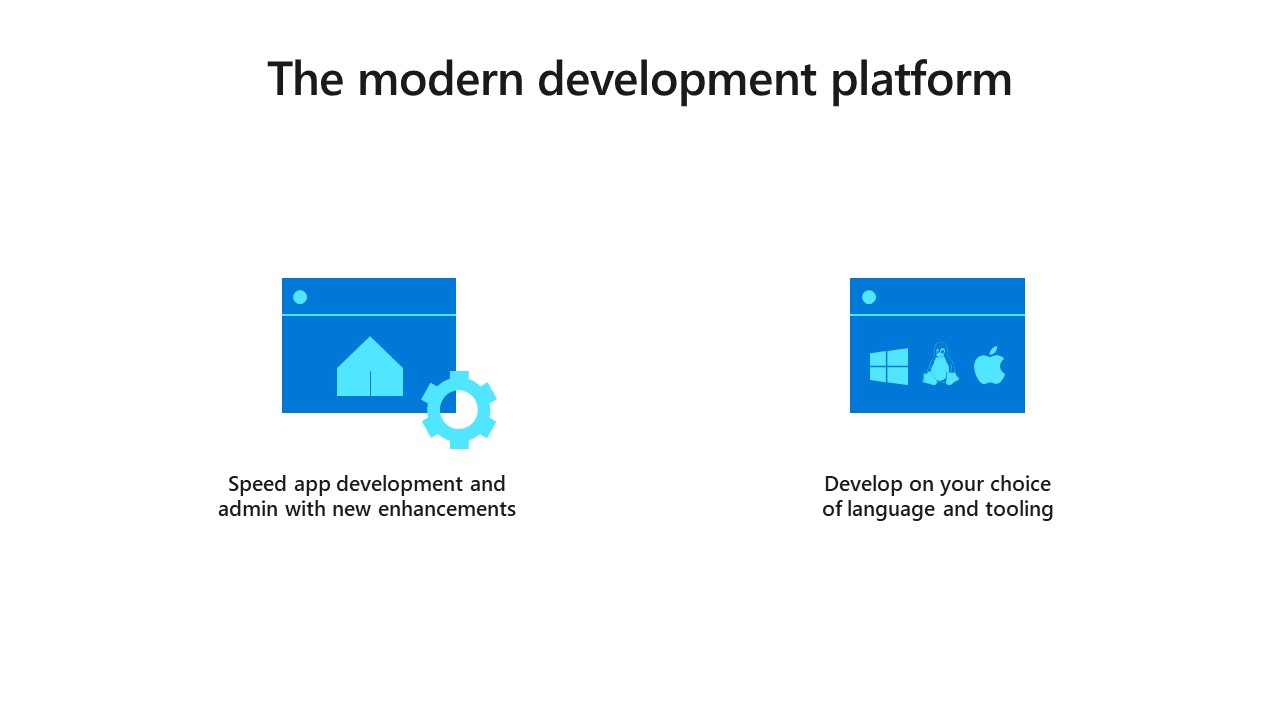 The modern development platform
Speed app development and
admin with new enhancements
Develop on your choice
of language and tooling